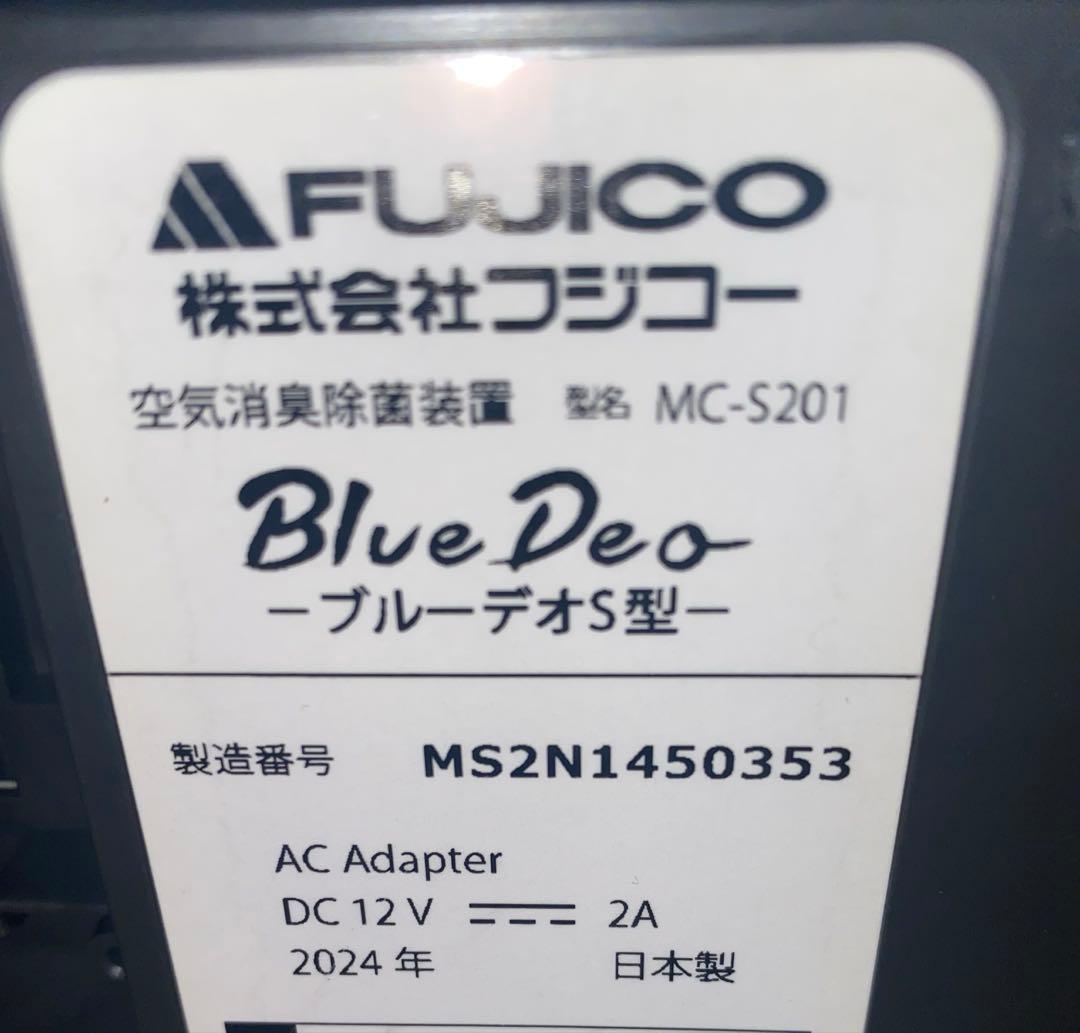 FUJICO
株式会社フジコー
空気消臭除菌装置 型名 MC-S201
Blue Deo
ーブルーデオS型ー
製造番号 MS2N1450353
AC Adapter
DC 12 V ⎓ 2A
2024 年 日本製